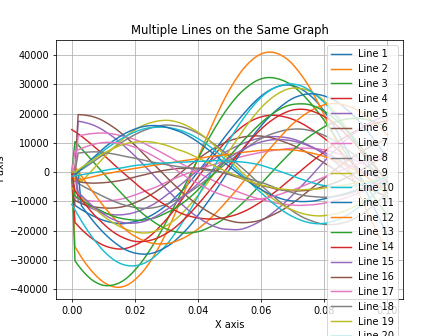 Multiple Lines on the Same Graph
40000
30000
20000
10000
0
−10000
−20000
−30000
−40000
0.00
0.02
0.04
0.06
X axis
Line 1
Line 2
Line 3
Line 4
Line 5
Line 6
Line 7
Line 8
Line 9
Line 10
Line 11
Line 12
Line 13
Line 14
Line 15
Line 16
Line 17
Line 18
Line 19
Line 20